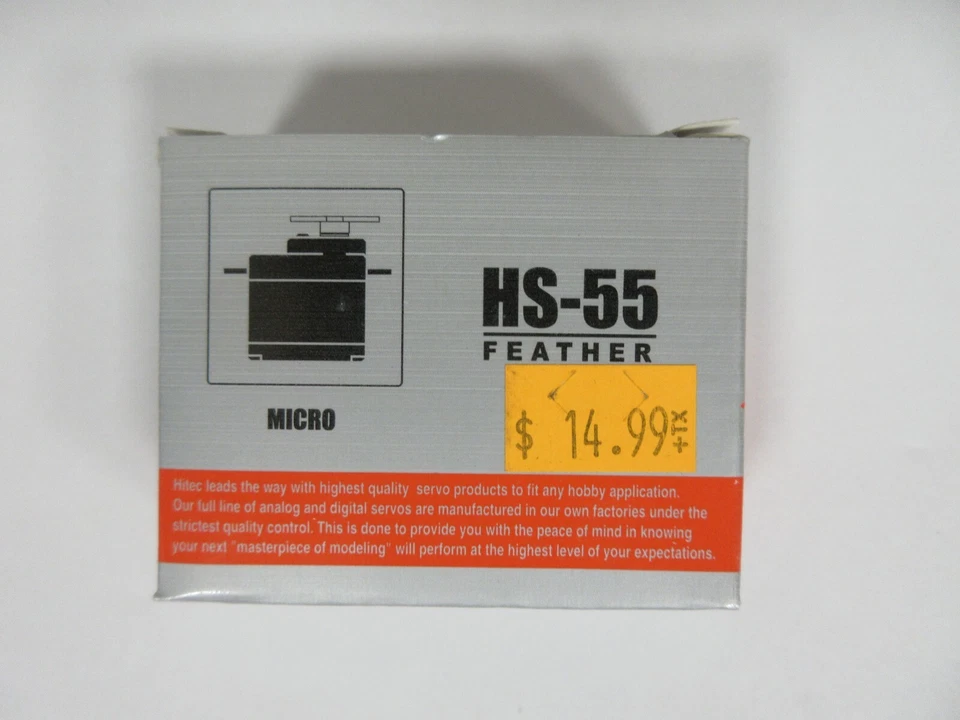 HS-55
FEATHER
$ 14.99 +TX
MICRO
Hitec leads the way with highest quality servo products to fit any hobby application.
Our full line of analog and digital servos are manufactured in our own factories under the
strictest quality control. This is done to provide you with the peace of mind in knowing
your next "masterpiece of modeling" will perform at the highest level of your expectations.